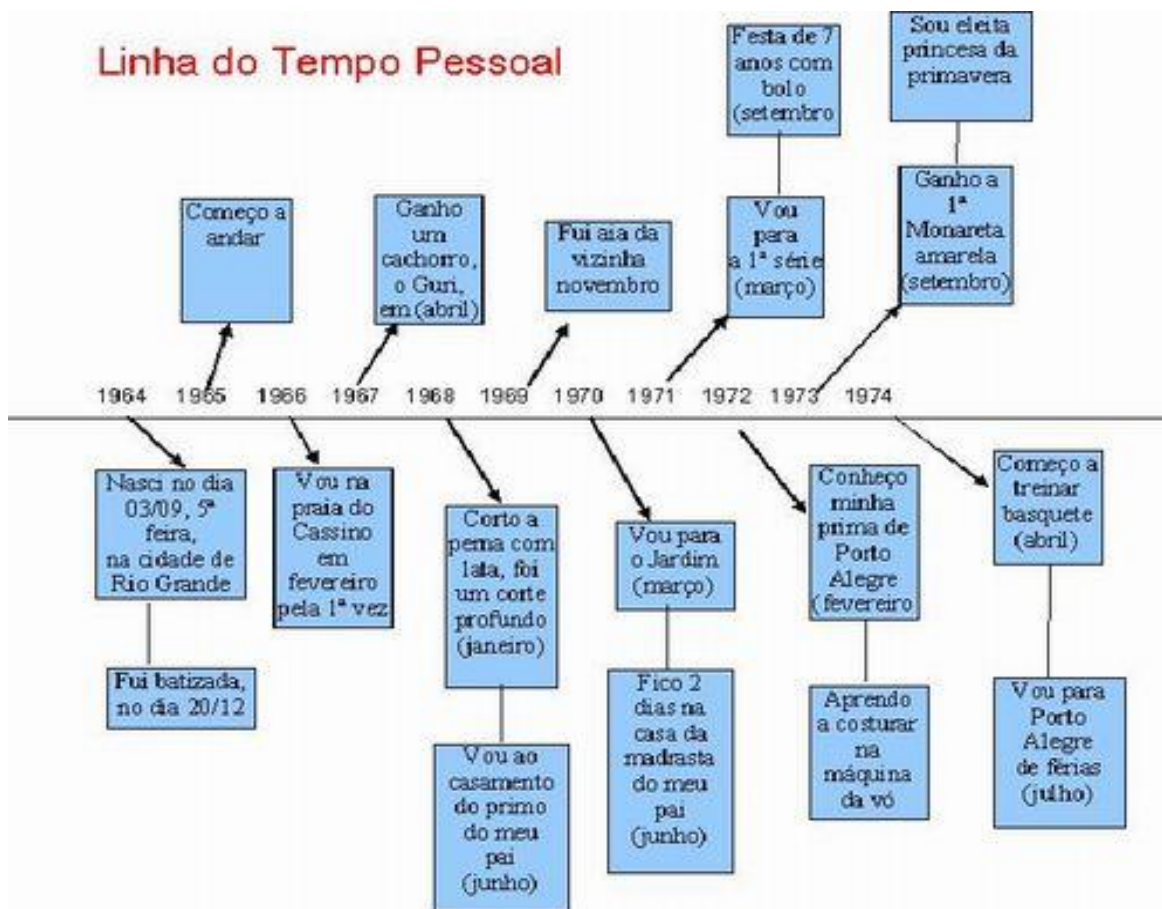 Linha do Tempo Pessoal
Festa de 7
anos com
bolo
(setembro
Sou eleita
princesa da
primavera
Começo a
andar
Ganho
um
cachorro,
o Guri,
em (abril)
Fui aia da
vizinha
novembro
Vou
para
a 1ª série
(março)
Ganho a
1ª
Monareta
amarela
(setembro)
1964 1965 1966 1967 1968 1969 1970 1971 1972 1973 1974
Nasci no dia
03/09, 5ª
feira,
na cidade de
Rio Grande
Fui batizada,
no dia 20/12
Vou na
praia do
Cassino
em
fevereiro
pela 1ª vez
Corto a
perna com
lata, foi
um corte
profundo
(janeiro)
Vou ao
casamento
do primo
do meu
pai
(junho)
Vou para
o Jardim
(março)
Fico 2
dias na
casa da
madrasta
do meu
pai
(junho)
Conheço
minha
prima de
Porto
Alegre
(fevereiro
Aprendo
a costurar
na
máquina
da vó
Começo a
treinar
basquete
(abril)
Vou para
Porto
Alegre
de férias
(julho)